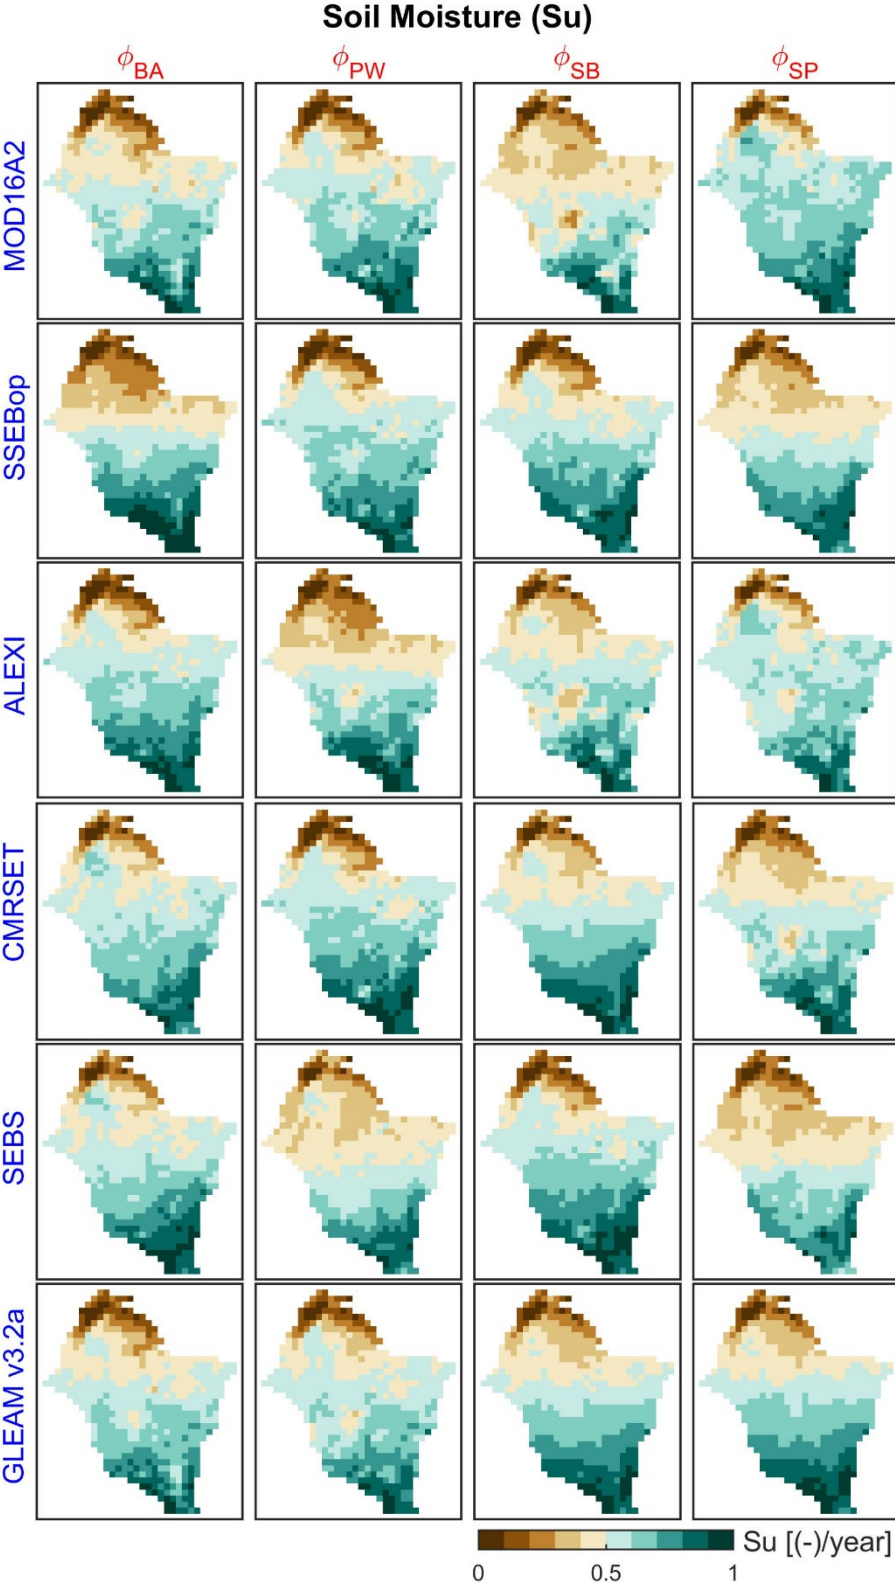 Soil Moisture (Su)
ϕBA ϕPW ϕSB ϕSP
MOD16A2
SSEBop
ALEXI
CMRSET
SEBS
GLEAM v3.2a
Su [(-)/year]
0 0.5 1